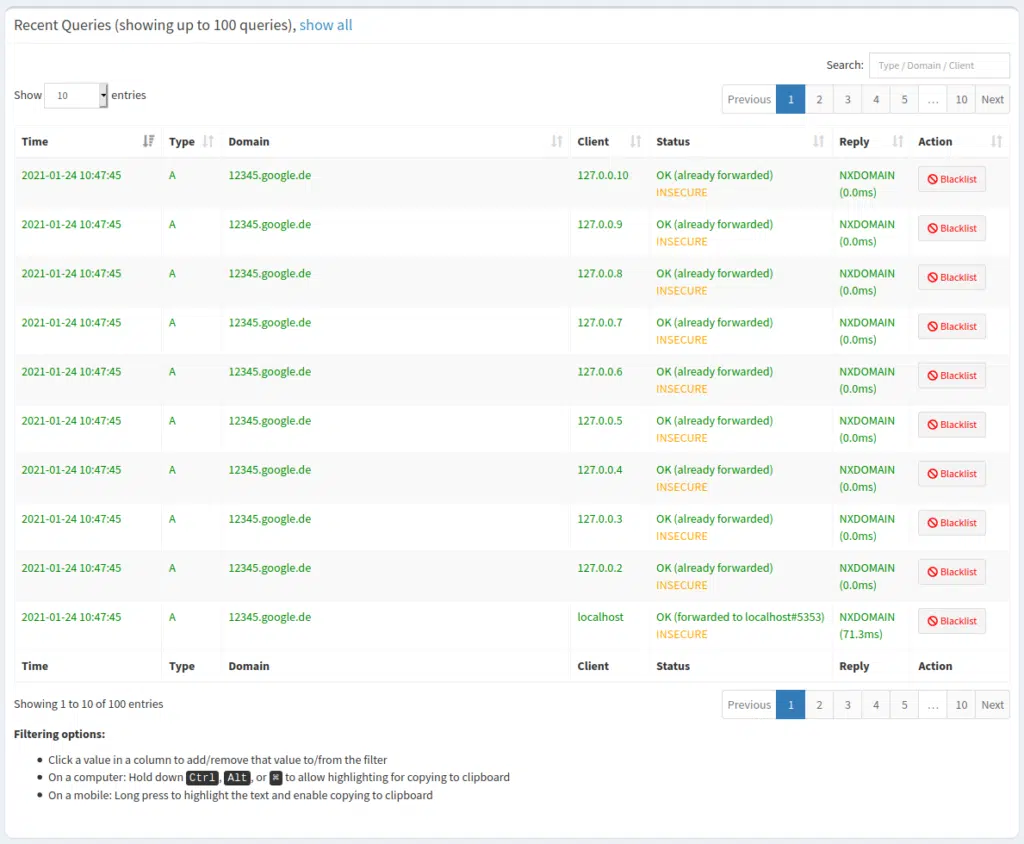 Recent Queries (showing up to 100 queries), show all
Search: Type / Domain / Client
Show 10 entries
Previous 1 2 3 4 5 … 10 Next
Time Type Domain Client Status Reply Action
2021-01-24 10:47:45 A 12345.google.de 127.0.0.10 OK (already forwarded) NXDOMAIN Blacklist
INSECURE (0.0ms)
2021-01-24 10:47:45 A 12345.google.de 127.0.0.9 OK (already forwarded) NXDOMAIN Blacklist
INSECURE (0.0ms)
2021-01-24 10:47:45 A 12345.google.de 127.0.0.8 OK (already forwarded) NXDOMAIN Blacklist
INSECURE (0.0ms)
2021-01-24 10:47:45 A 12345.google.de 127.0.0.7 OK (already forwarded) NXDOMAIN Blacklist
INSECURE (0.0ms)
2021-01-24 10:47:45 A 12345.google.de 127.0.0.6 OK (already forwarded) NXDOMAIN Blacklist
INSECURE (0.0ms)
2021-01-24 10:47:45 A 12345.google.de 127.0.0.5 OK (already forwarded) NXDOMAIN Blacklist
INSECURE (0.0ms)
2021-01-24 10:47:45 A 12345.google.de 127.0.0.4 OK (already forwarded) NXDOMAIN Blacklist
INSECURE (0.0ms)
2021-01-24 10:47:45 A 12345.google.de 127.0.0.3 OK (already forwarded) NXDOMAIN Blacklist
INSECURE (0.0ms)
2021-01-24 10:47:45 A 12345.google.de 127.0.0.2 OK (already forwarded) NXDOMAIN Blacklist
INSECURE (0.0ms)
2021-01-24 10:47:45 A 12345.google.de localhost OK (forwarded to localhost#5353) NXDOMAIN Blacklist
INSECURE (71.3ms)
Time Type Domain Client Status Reply Action
Showing 1 to 10 of 100 entries
Previous 1 2 3 4 5 … 10 Next
Filtering options:
• Click a value in a column to add/remove that value to/from the filter
• On a computer: Hold down Ctrl, Alt, or ⌘ to allow highlighting for copying to clipboard
• On a mobile: Long press to highlight the text and enable copying to clipboard